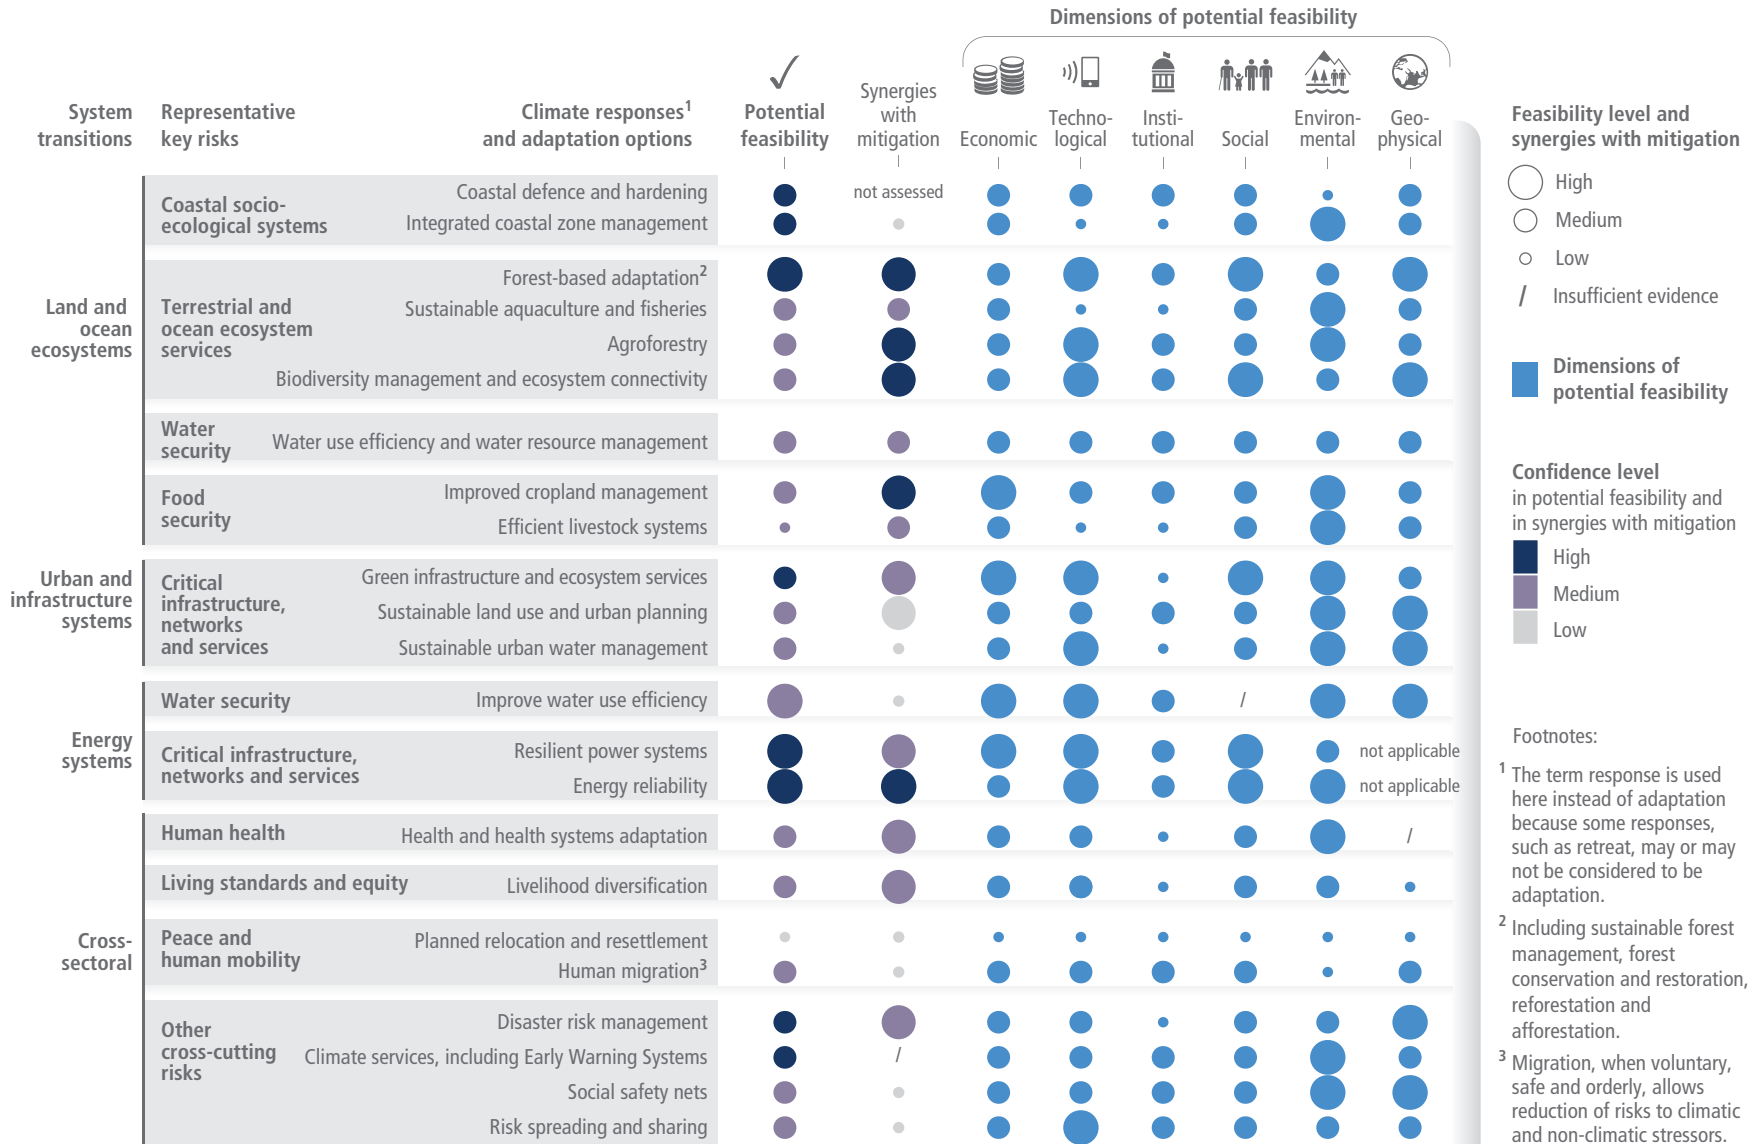 Dimensions of potential feasibility
System
transitions
Representative
key risks
Climate responses1
and adaptation options
Potential
feasibility
Synergies
with
mitigation
Economic
Techno-
logical
Insti-
tutional
Social
Environ-
mental
Geo-
physical
Land and
ocean
ecosystems
Coastal socio-
ecological systems
Coastal defence and hardening
not assessed
Integrated coastal zone management
Terrestrial and
ocean ecosystem
services
Forest-based adaptation2
Sustainable aquaculture and fisheries
Agroforestry
Biodiversity management and ecosystem connectivity
Water
security
Water use efficiency and water resource management
Food
security
Improved cropland management
Efficient livestock systems
Urban and
infrastructure
systems
Critical
infrastructure,
networks
and services
Green infrastructure and ecosystem services
Sustainable land use and urban planning
Sustainable urban water management
Energy
systems
Water security
Improve water use efficiency
/
Critical infrastructure,
networks and services
Resilient power systems
not applicable
Energy reliability
not applicable
Cross-
sectoral
Human health
Health and health systems adaptation
/
Living standards and equity
Livelihood diversification
Peace and
human mobility
Planned relocation and resettlement
Human migration3
Other
cross-cutting
risks
Disaster risk management
Climate services, including Early Warning Systems
/
Social safety nets
Risk spreading and sharing
Feasibility level and
synergies with mitigation
High
Medium
Low
/ Insufficient evidence
Dimensions of
potential feasibility
Confidence level
in potential feasibility and
in synergies with mitigation
High
Medium
Low
Footnotes:
1 The term response is used
here instead of adaptation
because some responses,
such as retreat, may or may
not be considered to be
adaptation.
2 Including sustainable forest
management, forest
conservation and restoration,
reforestation and
afforestation.
3 Migration, when voluntary,
safe and orderly, allows
reduction of risks to climatic
and non-climatic stressors.